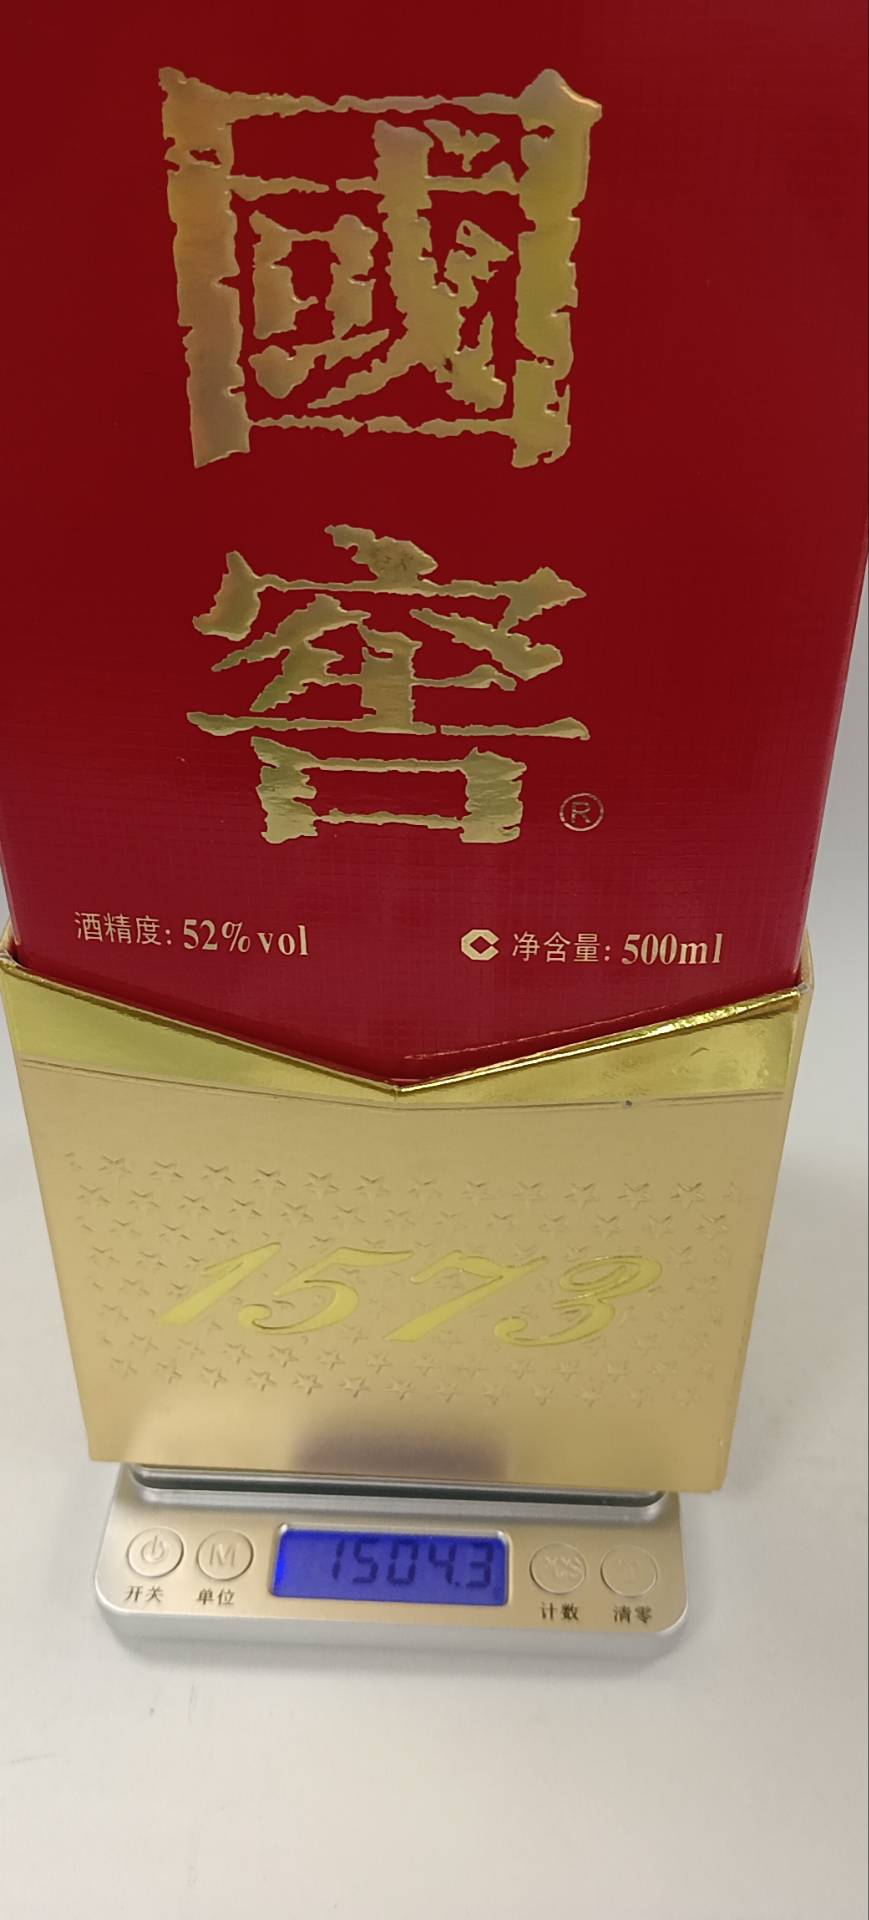 國
窖
®
酒精度: 52%vol
净含量: 500ml
1573
M
1504.3
开关
单位
计数
清零